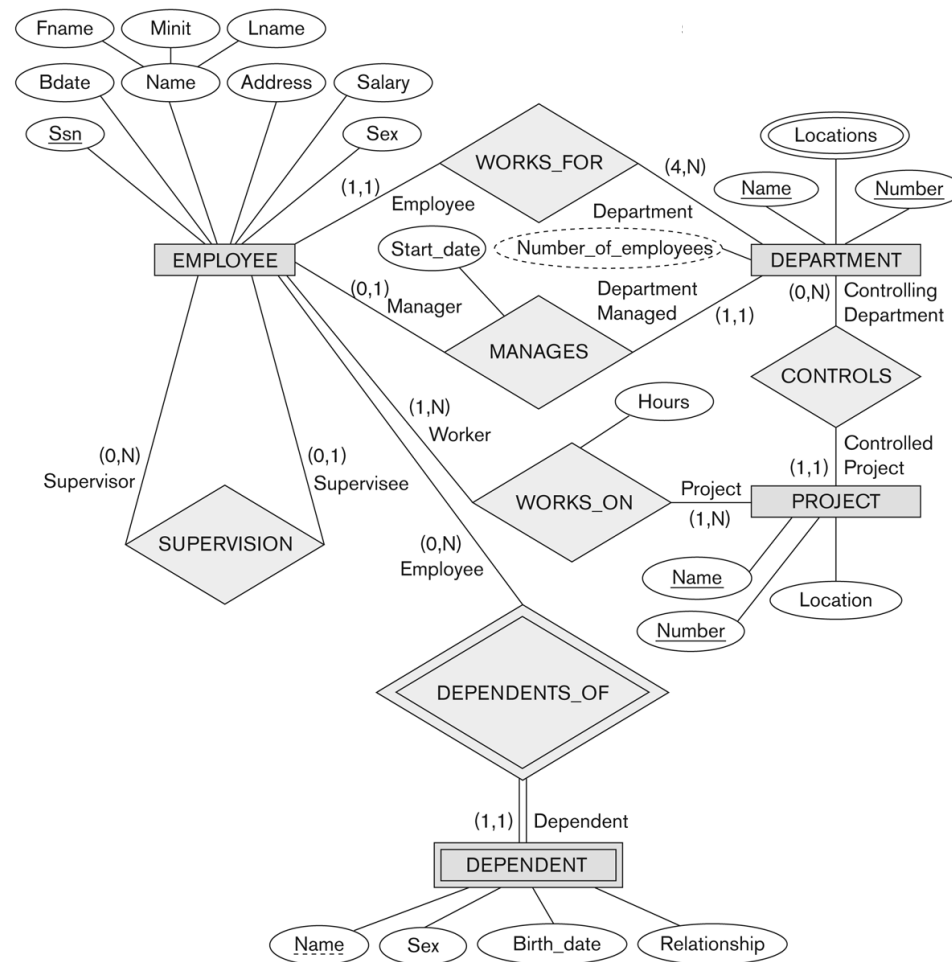 Fname
Minit
Lname
Bdate
Name
Address
Salary
Ssn
Sex
WORKS_FOR
Locations
Name
Number
(1,1)
Employee
(4,N)
Department
Start_date
Number_of_employees
EMPLOYEE
DEPARTMENT
(0,1)
Manager
Department
Managed
(1,1)
(0,N)
Controlling
Department
MANAGES
CONTROLS
Hours
(1,N)
Worker
(0,N)
Supervisor
(0,1)
Supervisee
Controlled
Project
(1,1)
WORKS_ON
Project
(1,N)
PROJECT
SUPERVISION
(0,N)
Employee
Name
Location
Number
DEPENDENTS_OF
(1,1)
Dependent
DEPENDENT
Name
Sex
Birth_date
Relationship